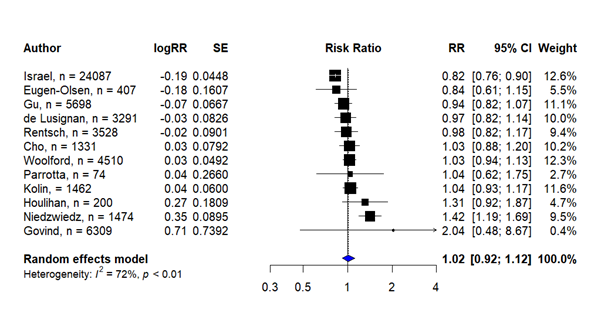 Author logRR SE Risk Ratio RR 95% CI Weight
Israel, n = 24087 -0.19 0.0448 0.82 [0.76; 0.90] 12.6%
Eugen-Olsen, n = 407 -0.18 0.1607 0.84 [0.61; 1.15] 5.5%
Gu, n = 5698 -0.07 0.0667 0.94 [0.82; 1.07] 11.1%
de Lusignan, n = 3291 -0.03 0.0826 0.97 [0.82; 1.14] 10.0%
Rentsch, n = 3528 -0.02 0.0901 0.98 [0.82; 1.17] 9.4%
Cho, n = 1331 0.03 0.0792 1.03 [0.88; 1.20] 10.2%
Woolford, n = 4510 0.03 0.0492 1.03 [0.94; 1.13] 12.3%
Parrotta, n = 74 0.04 0.2660 1.04 [0.62; 1.75] 2.7%
Kolin, n = 1462 0.04 0.0600 1.04 [0.93; 1.17] 11.6%
Houlihan, n = 200 0.27 0.1809 1.31 [0.92; 1.87] 4.7%
Niedzwiedz, n = 1474 0.35 0.0895 1.42 [1.19; 1.69] 9.5%
Govind, n = 6309 0.71 0.7392 2.04 [0.48; 8.67] 0.4%
Random effects model 1.02 [0.92; 1.12] 100.0%
Heterogeneity: I² = 72%, p < 0.01
0.3 0.5 1 2 4